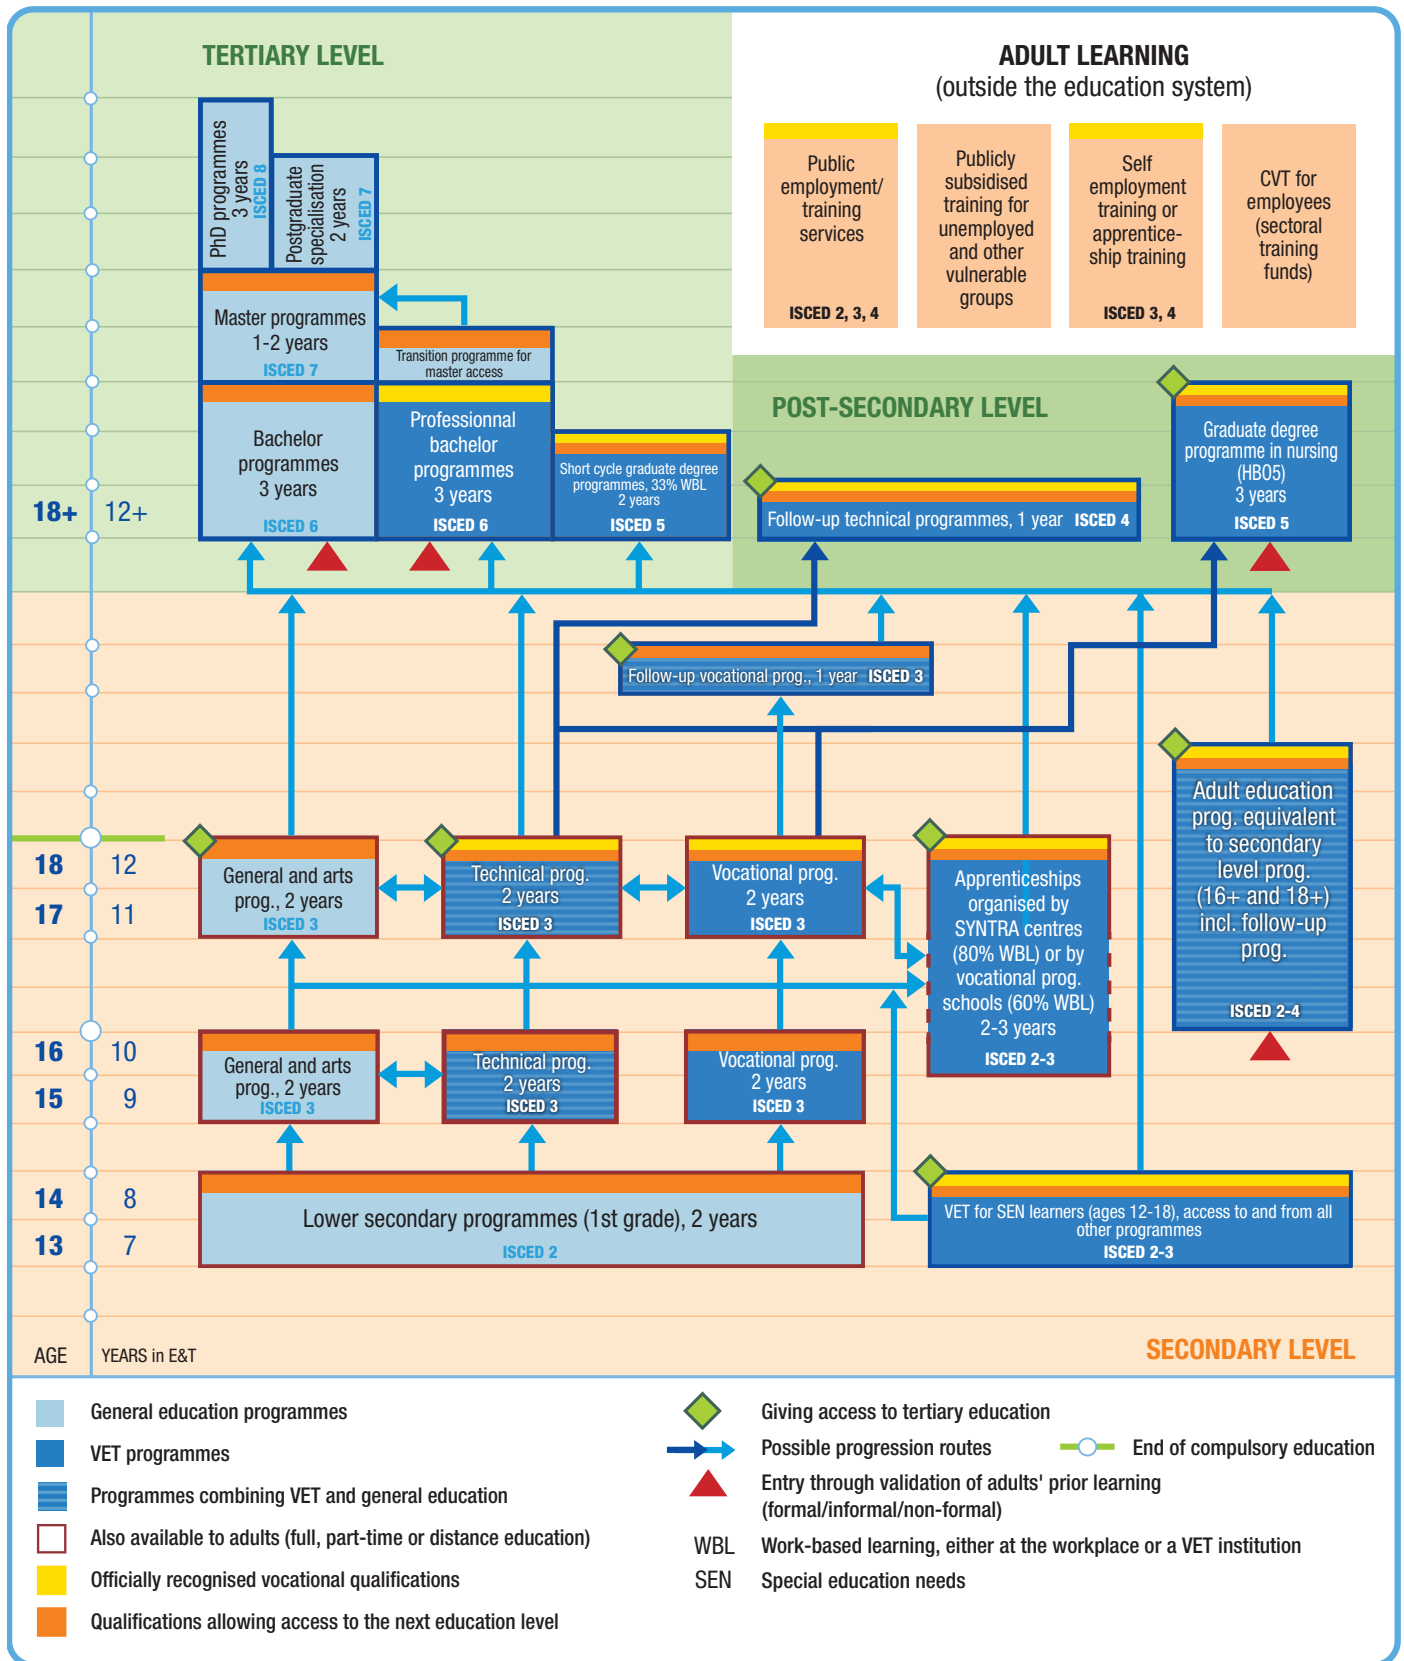 TERTIARY LEVEL
ADULT LEARNING
(outside the education system)
PhD programmes
3 years
ISCED 8
Postgraduate
specialisation
2 years
ISCED 7
Public
employment/
training
services
ISCED 2, 3, 4
Publicly
subsidised
training for
unemployed
and other
vulnerable
groups
Self
employment
training or
apprentice-
ship training
ISCED 3, 4
CVT for
employees
(sectoral
training
funds)
Master programmes
1-2 years
ISCED 7
Transition programme for
master access
POST-SECONDARY LEVEL
Bachelor
programmes
3 years
ISCED 6
Professionnal
bachelor
programmes
3 years
ISCED 6
Short cycle graduate degree
programmes, 33% WBL
2 years
ISCED 5
Follow-up technical programmes, 1 year ISCED 4
Graduate degree
programme in nursing
(HBO5)
3 years
ISCED 5
18+ 12+
Follow-up vocational prog., 1 year ISCED 3
18 12
17 11
General and arts
prog., 2 years
ISCED 3
Technical prog.
2 years
ISCED 3
Vocational prog.
2 years
ISCED 3
Apprenticeships
organised by
SYNTRA centres
(80% WBL) or by
vocational prog.
schools (60% WBL)
2-3 years
ISCED 2-3
Adult education
prog. equivalent
to secondary
level prog.
(16+ and 18+)
incl. follow-up
prog.
ISCED 2-4
16 10
15 9
General and arts
prog., 2 years
ISCED 3
Technical prog.
2 years
ISCED 3
Vocational prog.
2 years
ISCED 3
14 8
13 7
Lower secondary programmes (1st grade), 2 years
ISCED 2
VET for SEN learners (ages 12-18), access to and from all
other programmes
ISCED 2-3
AGE YEARS in E&T
SECONDARY LEVEL
General education programmes
VET programmes
Programmes combining VET and general education
Also available to adults (full, part-time or distance education)
Officially recognised vocational qualifications
Qualifications allowing access to the next education level
Giving access to tertiary education
Possible progression routes
End of compulsory education
Entry through validation of adults' prior learning
(formal/informal/non-formal)
WBL Work-based learning, either at the workplace or a VET institution
SEN Special education needs